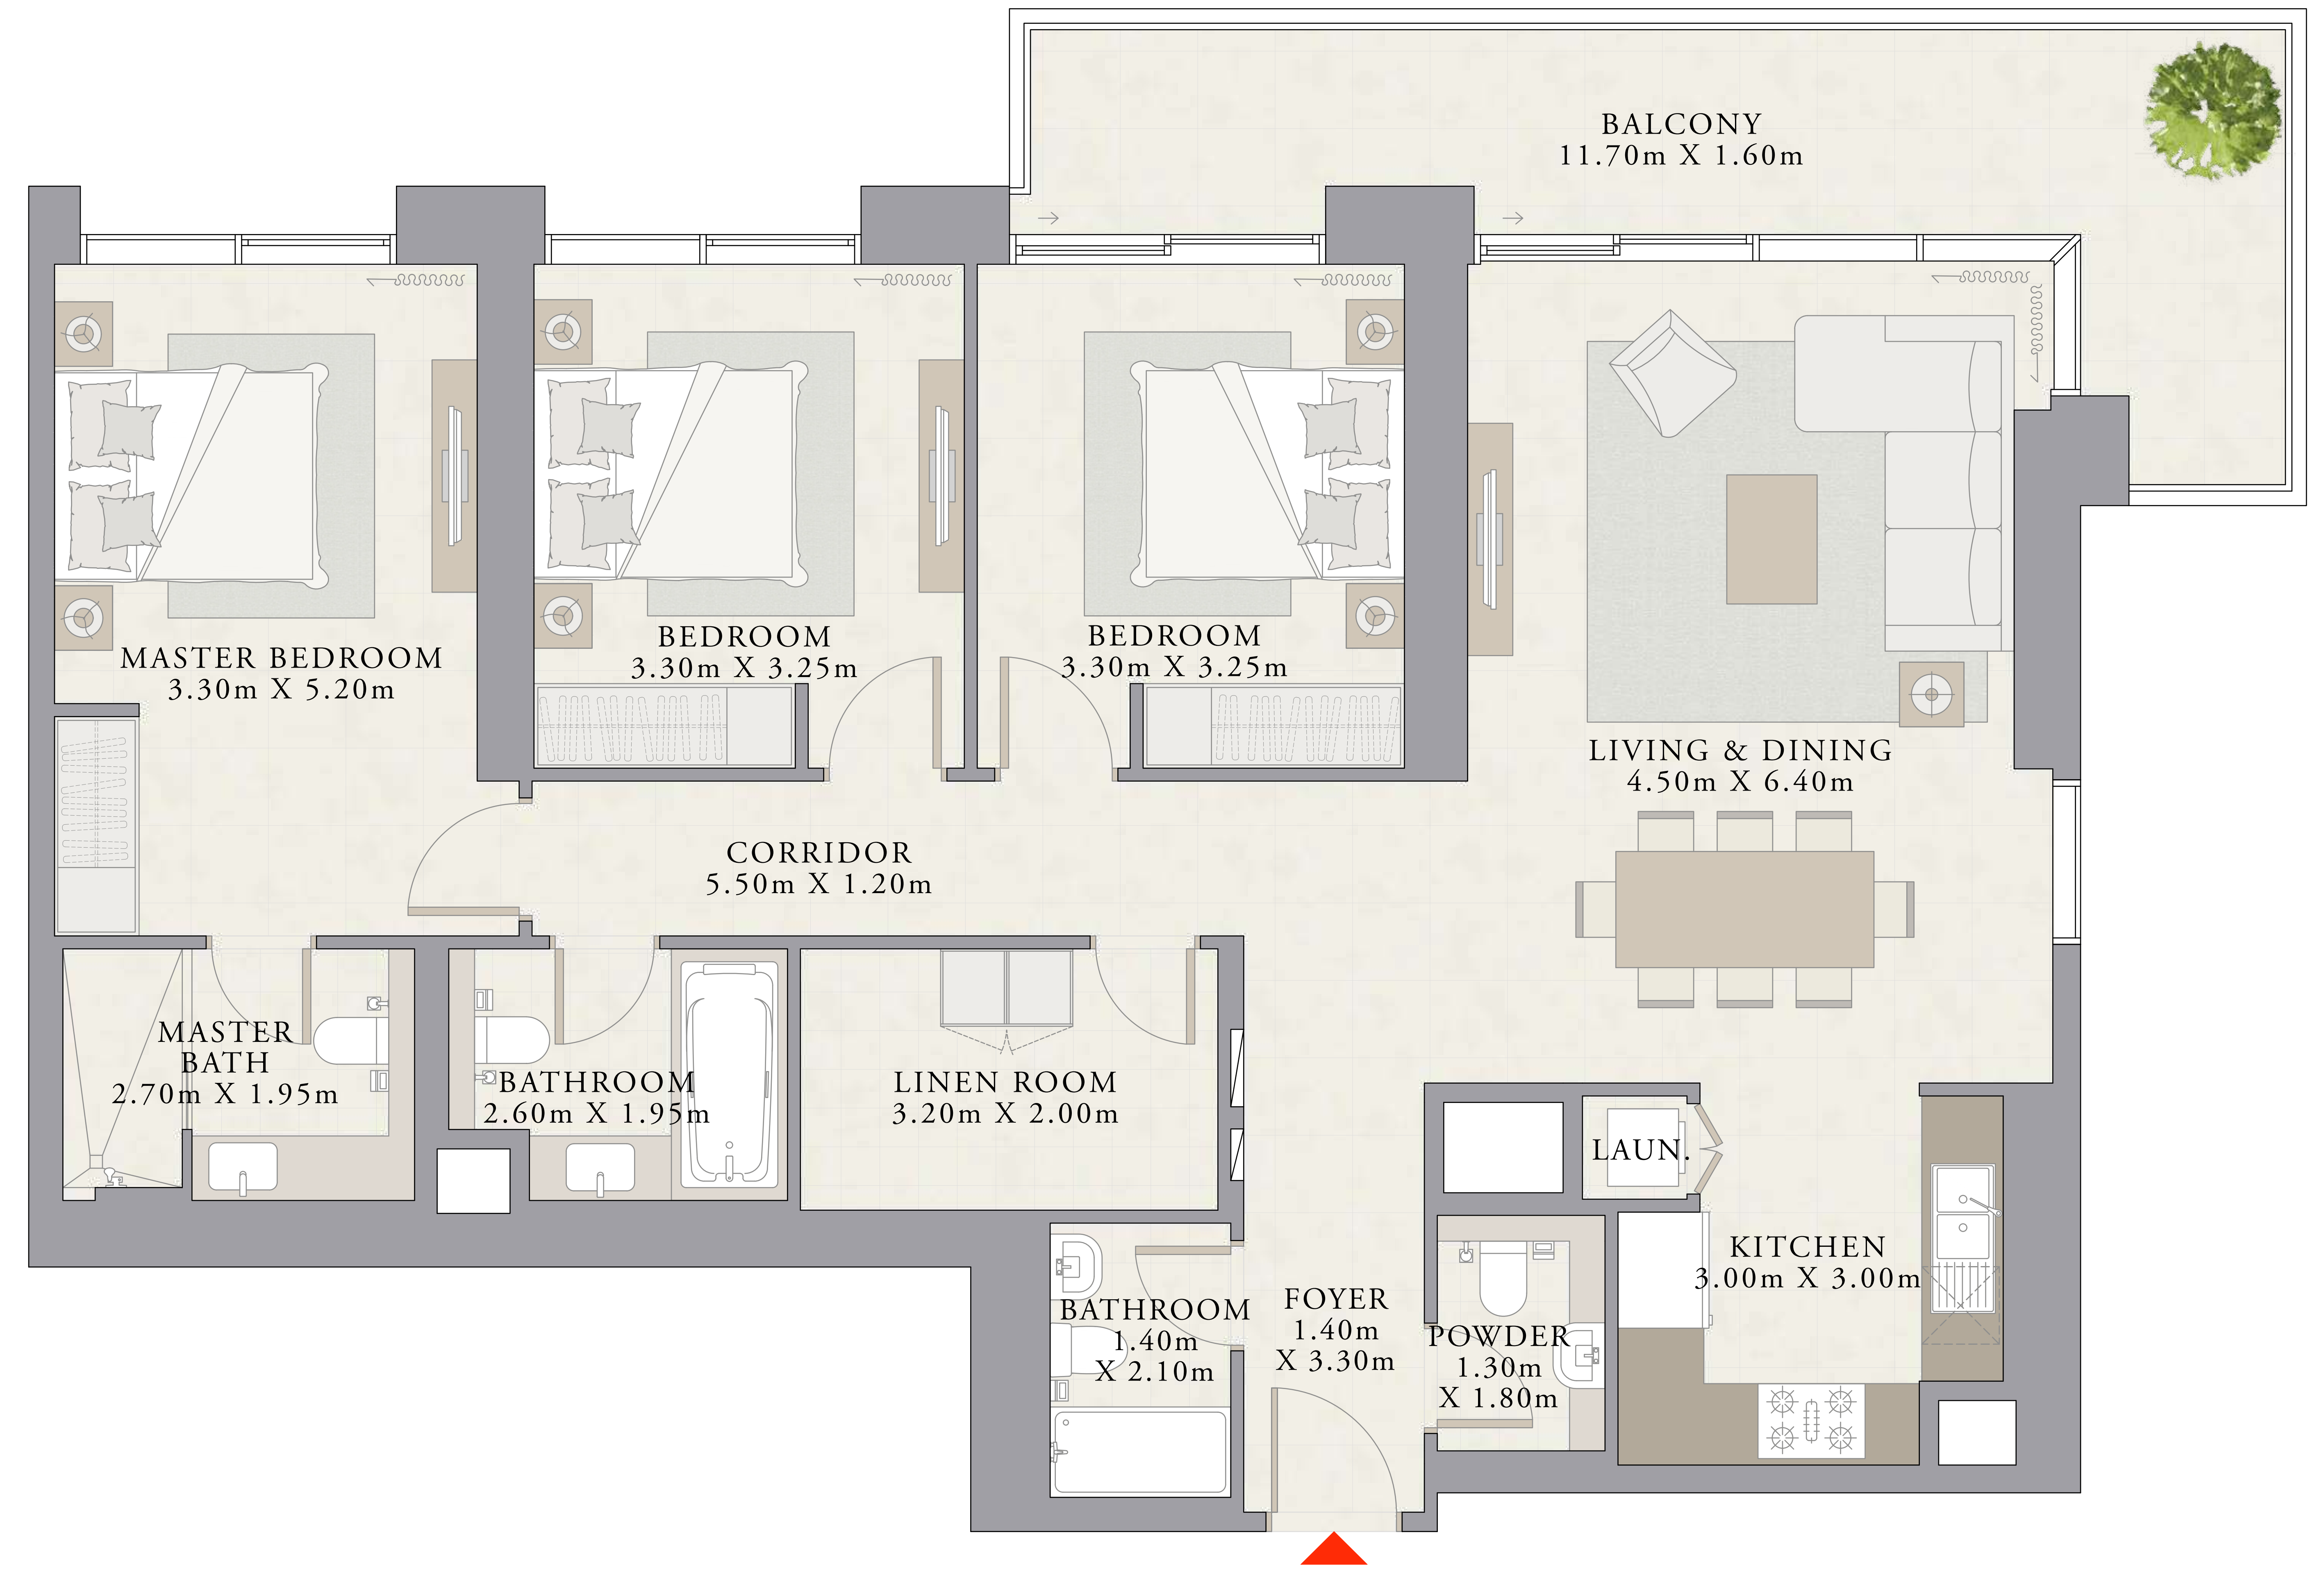 BALCONY
11.70m X 1.60m
MASTER BEDROOM
3.30m X 5.20m
BEDROOM
3.30m X 3.25m
BEDROOM
3.30m X 3.25m
LIVING & DINING
4.50m X 6.40m
CORRIDOR
5.50m X 1.20m
MASTER
BATH
2.70m X 1.95m
BATHROOM
2.60m X 1.95m
LINEN ROOM
3.20m X 2.00m
LAUN.
KITCHEN
3.00m X 3.00m
BATHROOM
1.40m
X 2.10m
FOYER
1.40m
X 3.30m
POWDER
1.30m
X 1.80m